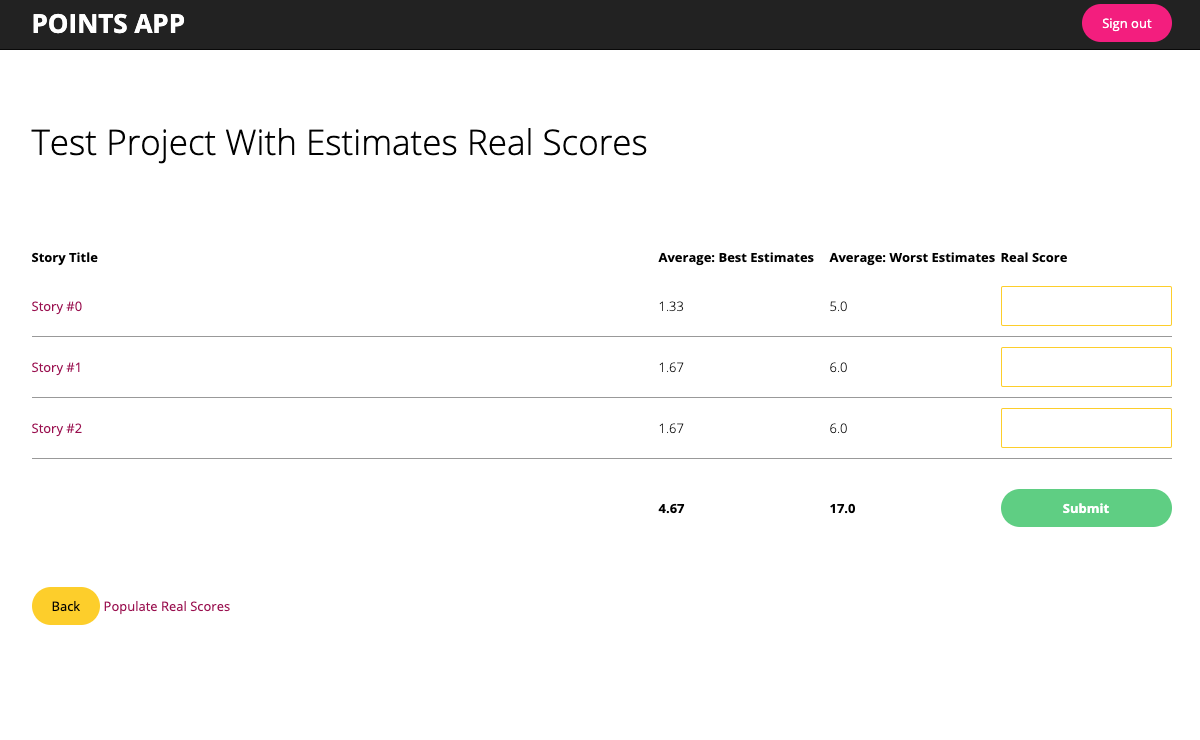 POINTS APP Sign out
Test Project With Estimates Real Scores
Story Title Average: Best Estimates Average: Worst Estimates Real Score
Story #0 1.33 5.0
Story #1 1.67 6.0
Story #2 1.67 6.0
4.67 17.0 Submit
Back Populate Real Scores